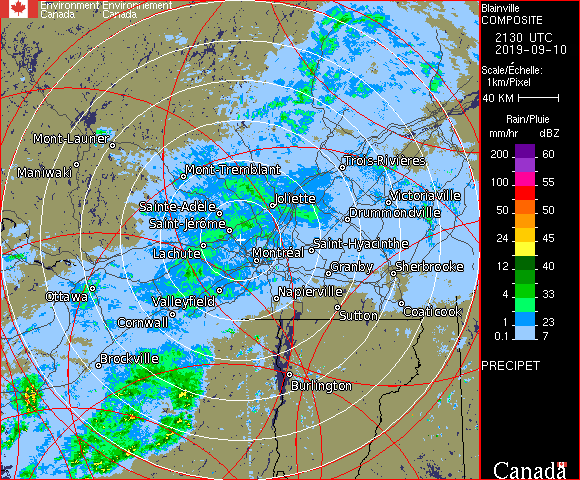 Environment Environnement
Canada Canada
Blainville
COMPOSITE
2130 UTC
2019-09-10
Scale/Échelle:
1km/Pixel
40 KM
Rain/Pluie
mm/hr dBZ
200 60
100 55
50 50
24 45
12 40
4 33
1 23
0.1 7
PRECIPET
Canada
Mont-Laurier
Maniwaki
Mont-Tremblant
Trois-Rivières
Sainte-Adele
Joliette
Victoriaville
Drummondville
Saint-Jérôme
Lachute
Montréal
Saint-Hyacinthe
Granby
Sherbrooke
Ottawa
Valleyfield
Napierville
Cornwall
Sutton
Coaticook
Brockville
Burlington